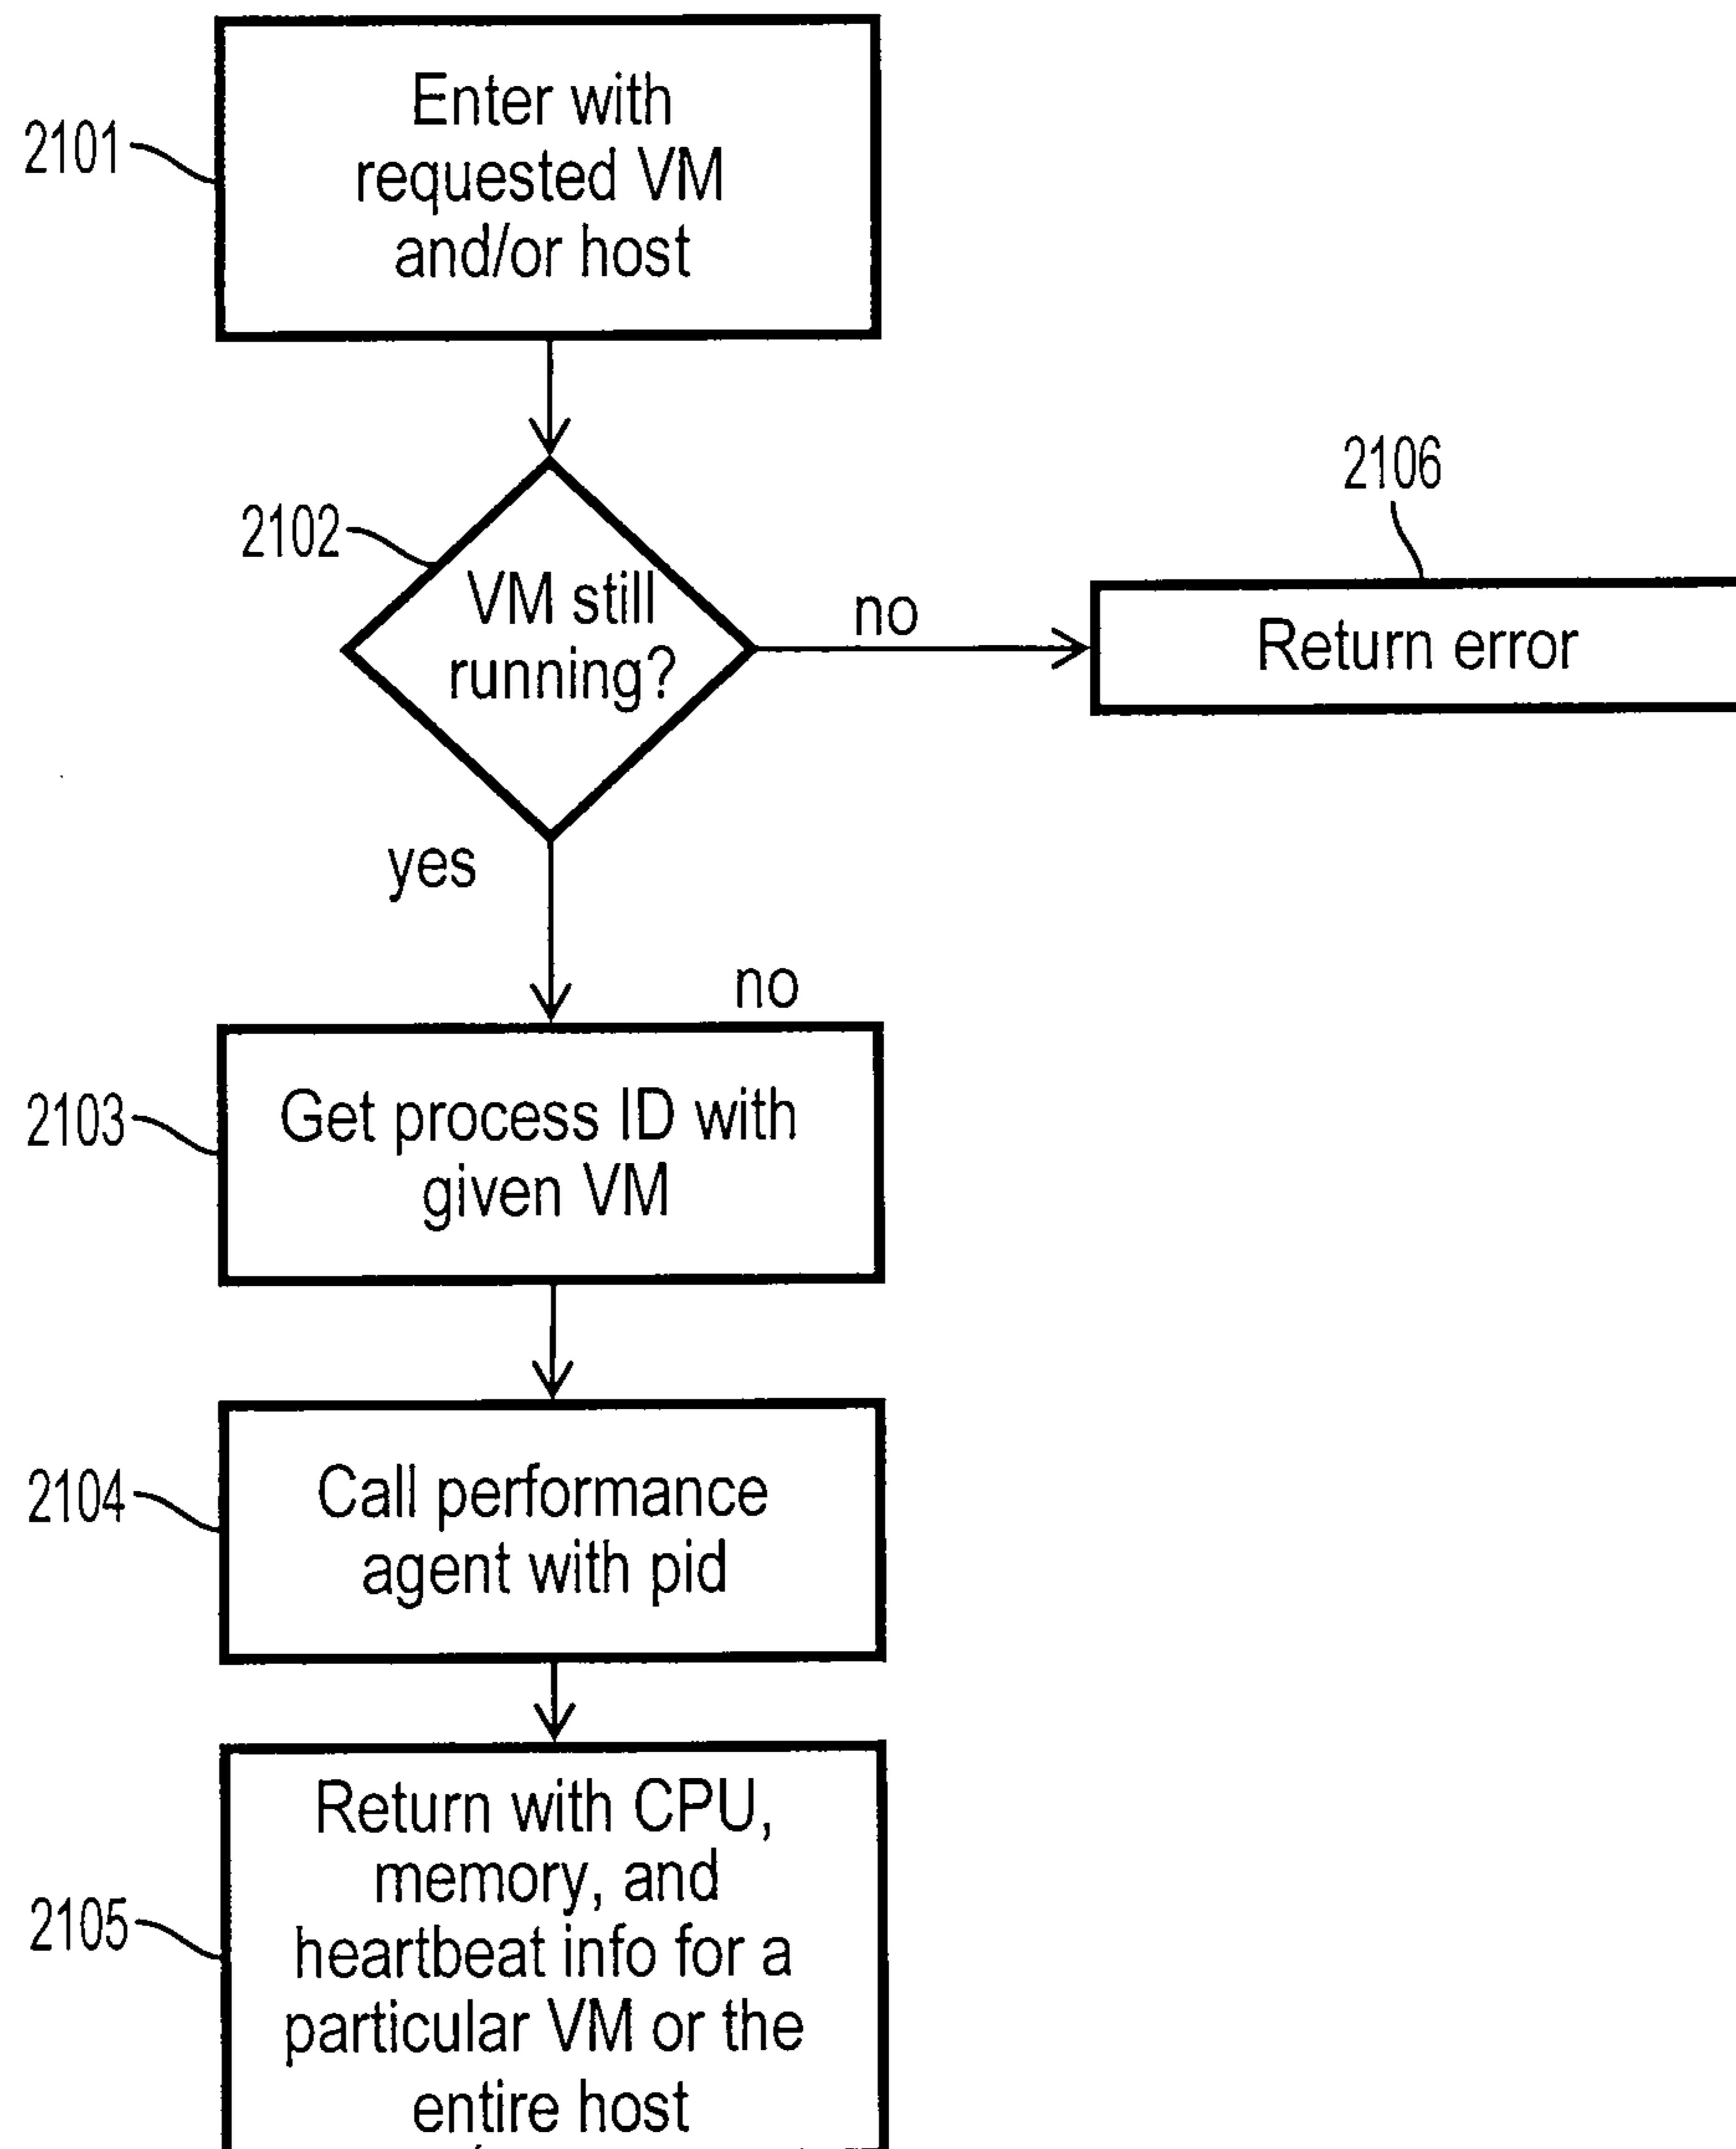 2101
Enter with
requested VM
and/or host
2102
VM still
running?
no
2106
Return error
yes
no
2103
Get process ID with
given VM
2104
Call performance
agent with pid
2105
Return with CPU,
memory, and
heartbeat info for a
particular VM or the
entire host